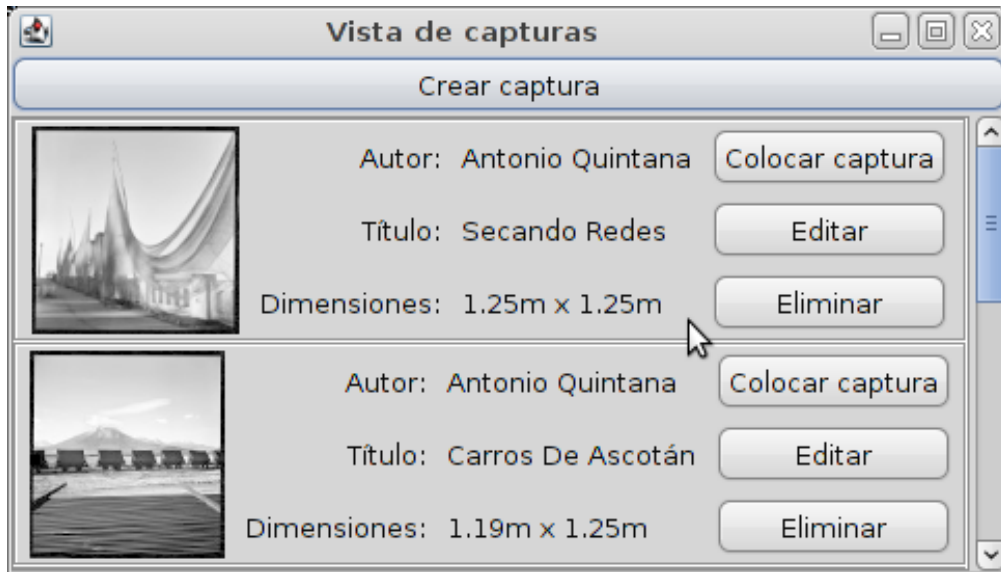 Vista de capturas
Crear captura
Autor: Antonio Quintana Colocar captura
Título: Secando Redes Editar
Dimensiones: 1.25m x 1.25m Eliminar
Autor: Antonio Quintana Colocar captura
Título: Carros De Ascotán Editar
Dimensiones: 1.19m x 1.25m Eliminar